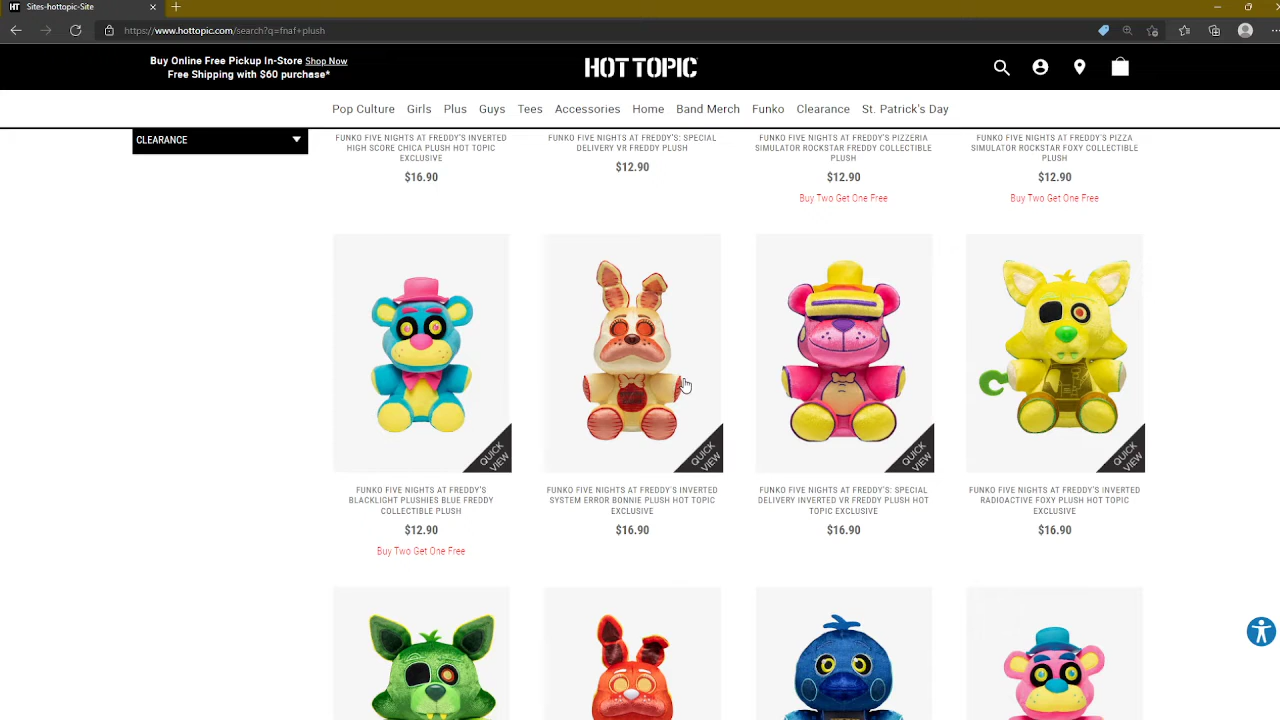 Sites-hottopic-Site
https://www.hottopic.com/search?q=fnaf+plush
Buy Online Free Pickup In-Store Shop Now
Free Shipping with $60 purchase*
HOT TOPIC
Pop Culture Girls Plus Guys Tees Accessories Home Band Merch Funko Clearance St. Patrick's Day
CLEARANCE
FUNKO FIVE NIGHTS AT FREDDY'S INVERTED
HIGH SCORE CHICA PLUSH HOT TOPIC
EXCLUSIVE
$16.90
FUNKO FIVE NIGHTS AT FREDDY'S: SPECIAL
DELIVERY VR FREDDY PLUSH
$12.90
FUNKO FIVE NIGHTS AT FREDDY'S PIZZERIA
SIMULATOR ROCKSTAR FREDDY COLLECTIBLE
PLUSH
$12.90
Buy Two Get One Free
FUNKO FIVE NIGHTS AT FREDDY'S PIZZA
SIMULATOR ROCKSTAR FOXY COLLECTIBLE
PLUSH
$12.90
Buy Two Get One Free
QUICK
VIEW
QUICK
VIEW
QUICK
VIEW
QUICK
VIEW
FUNKO FIVE NIGHTS AT FREDDY'S
BLACKLIGHT PLUSHIES BLUE FREDDY
COLLECTIBLE PLUSH
$12.90
Buy Two Get One Free
FUNKO FIVE NIGHTS AT FREDDY'S INVERTED
SYSTEM ERROR BONNIE PLUSH HOT TOPIC
EXCLUSIVE
$16.90
FUNKO FIVE NIGHTS AT FREDDY'S: SPECIAL
DELIVERY INVERTED VR FREDDY PLUSH HOT
TOPIC EXCLUSIVE
$16.90
FUNKO FIVE NIGHTS AT FREDDY'S INVERTED
RADIOACTIVE FOXY PLUSH HOT TOPIC
EXCLUSIVE
$16.90